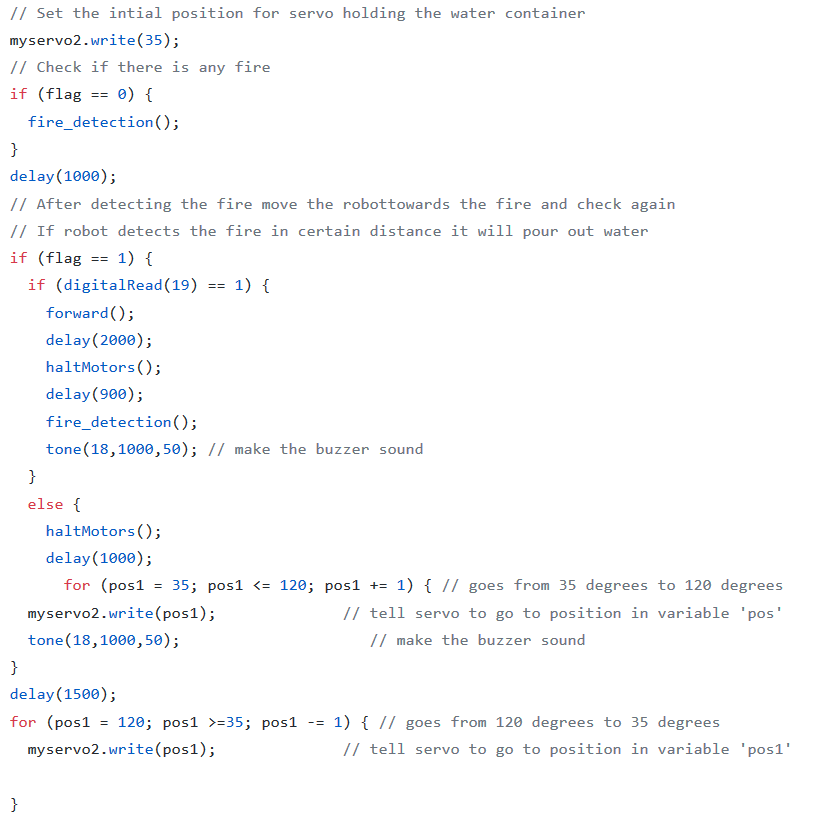 // Set the intial position for servo holding the water container
myservo2.write(35);
// Check if there is any fire
if (flag == 0) {
  fire_detection();
}
delay(1000);
// After detecting the fire move the robottowards the fire and check again
// If robot detects the fire in certain distance it will pour out water
if (flag == 1) {
  if (digitalRead(19) == 1) {
    forward();
    delay(2000);
    haltMotors();
    delay(900);
    fire_detection();
    tone(18,1000,50); // make the buzzer sound
  }
  else {
    haltMotors();
    delay(1000);
      for (pos1 = 35; pos1 <= 120; pos1 += 1) { // goes from 35 degrees to 120 degrees
  myservo2.write(pos1);              // tell servo to go to position in variable 'pos'
  tone(18,1000,50);                     // make the buzzer sound
}
delay(1500);
for (pos1 = 120; pos1 >=35; pos1 -= 1) { // goes from 120 degrees to 35 degrees
  myservo2.write(pos1);              // tell servo to go to position in variable 'pos1'
}